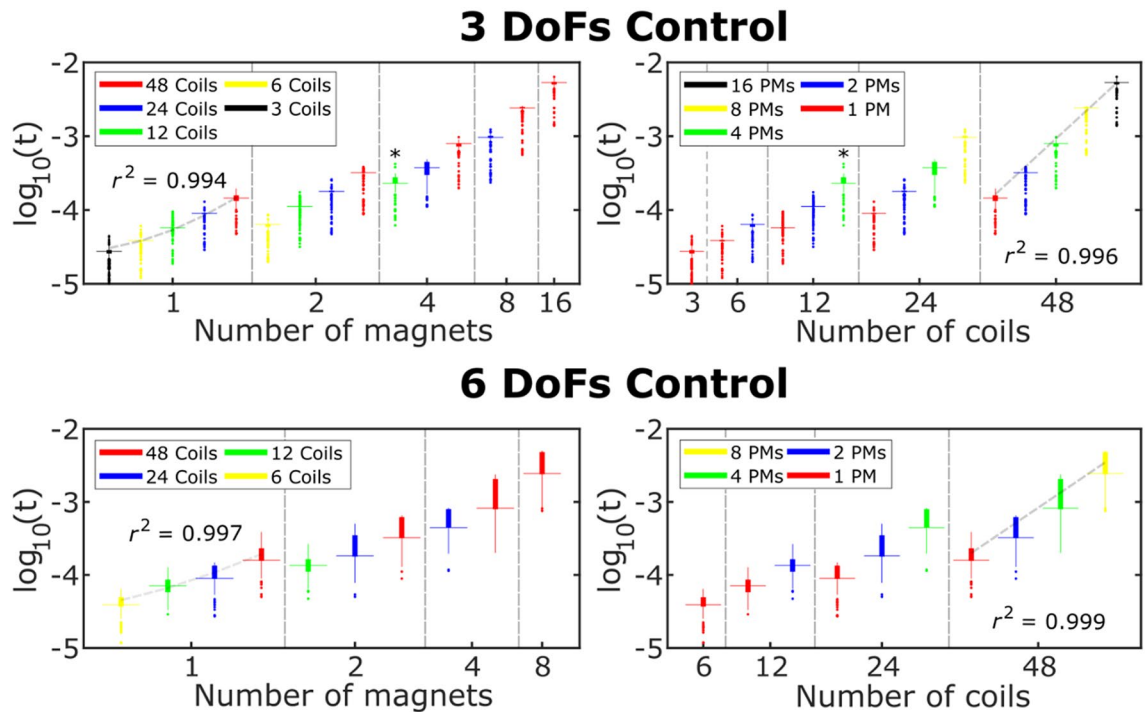 3 DoFs Control
-2
-3
-4
-5
log10(t)
48 Coils
6 Coils
24 Coils
3 Coils
12 Coils
r² = 0.994
*
1
2
4
8
16
Number of magnets
-2
-3
-4
-5
log10(t)
16 PMs
2 PMs
8 PMs
1 PM
4 PMs
*
r² = 0.996
3
6
12
24
48
Number of coils
6 DoFs Control
-2
-3
-4
-5
log10(t)
48 Coils
12 Coils
24 Coils
6 Coils
r² = 0.997
1
2
4
8
Number of magnets
-2
-3
-4
-5
log10(t)
8 PMs
2 PMs
4 PMs
1 PM
r² = 0.999
6
12
24
48
Number of coils